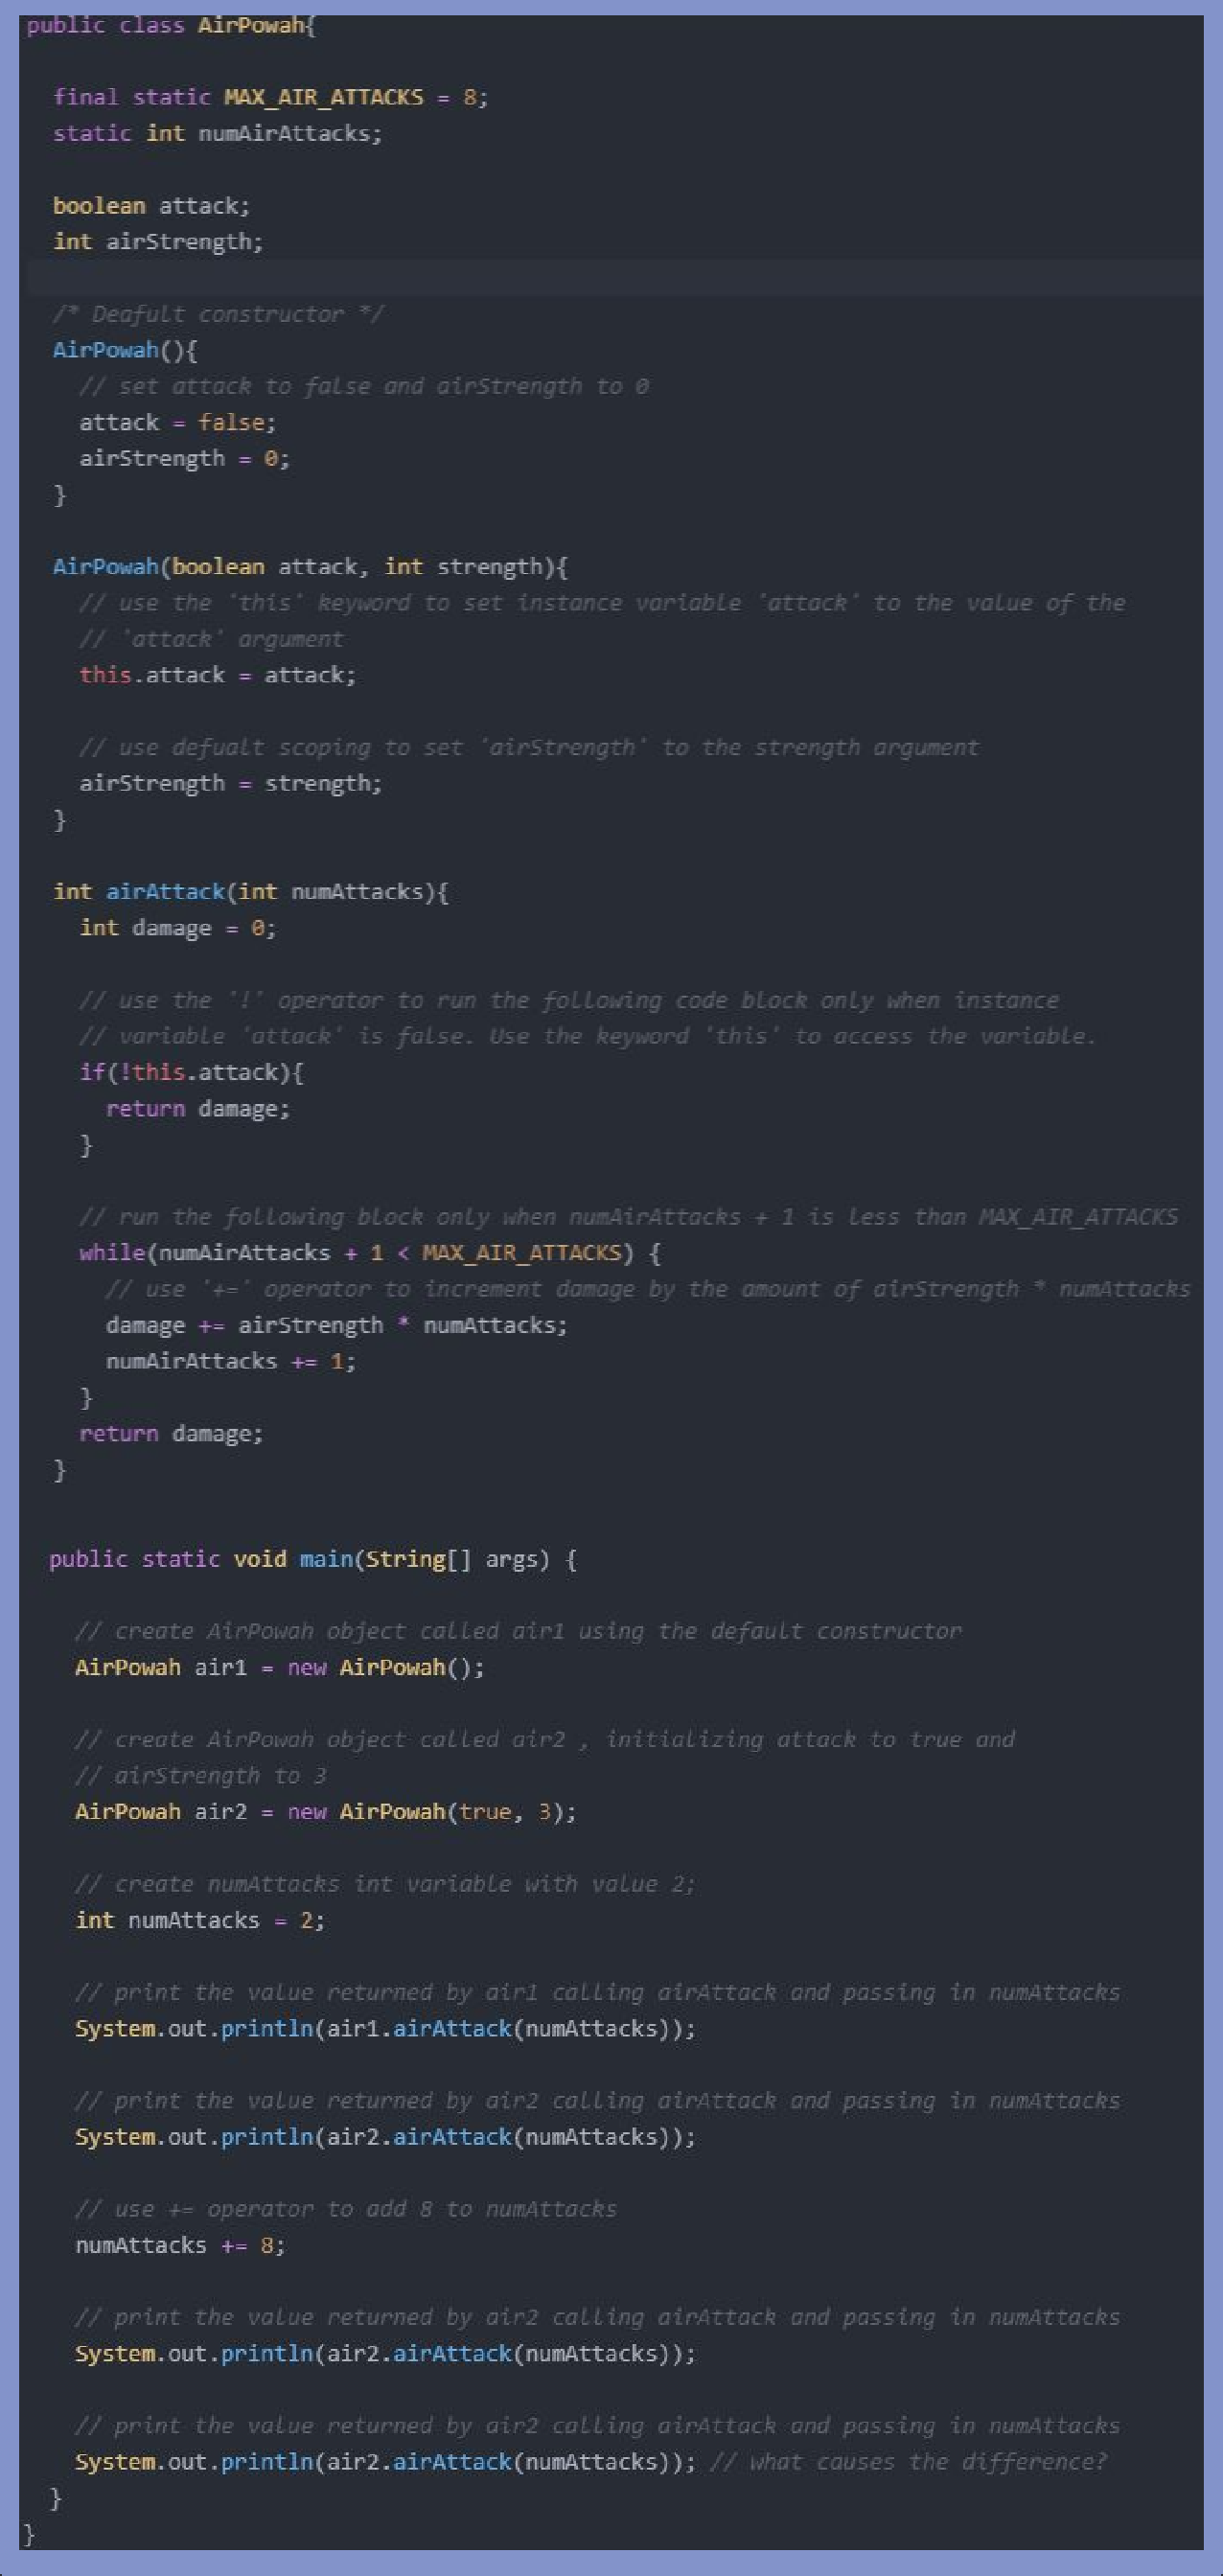 public class AirPowah{
final static MAX_AIR_ATTACKS = 8;
static int numAirAttacks;
boolean attack;
int airStrength;
/* Deafult constructor */
AirPowah(){
// set attack to false and airStrength to 0
attack = false;
airStrength = 0;
}
AirPowah(boolean attack, int strength){
// use the 'this' keyword to set instance variable 'attack' to the value of the
// 'attack' argument
this.attack = attack;
// use defualt scoping to set 'airStrength' to the strength argument
airStrength = strength;
}
int airAttack(int numAttacks){
int damage = 0;
// use the '!' operator to run the following code block only when instance
// variable 'attack' is false. Use the keyword 'this' to access the variable.
if(!this.attack){
return damage;
}
// run the following block only when numAirAttacks + 1 is less than MAX_AIR_ATTACKS
while(numAirAttacks + 1 < MAX_AIR_ATTACKS) {
// use '+=' operator to increment damage by the amount of airStrength * numAttacks
damage += airStrength * numAttacks;
numAirAttacks += 1;
}
return damage;
}
public static void main(String[] args) {
// create AirPowah object called air1 using the default constructor
AirPowah air1 = new AirPowah();
// create AirPowah object called air2 , initializing attack to true and
// airStrength to 3
AirPowah air2 = new AirPowah(true, 3);
// create numAttacks int variable with value 2;
int numAttacks = 2;
// print the value returned by air1 calling airAttack and passing in numAttacks
System.out.println(air1.airAttack(numAttacks));
// print the value returned by air2 calling airAttack and passing in numAttacks
System.out.println(air2.airAttack(numAttacks));
// use += operator to add 8 to numAttacks
numAttacks += 8;
// print the value returned by air2 calling airAttack and passing in numAttacks
System.out.println(air2.airAttack(numAttacks));
// print the value returned by air2 calling airAttack and passing in numAttacks
System.out.println(air2.airAttack(numAttacks)); // what causes the difference?
}
}